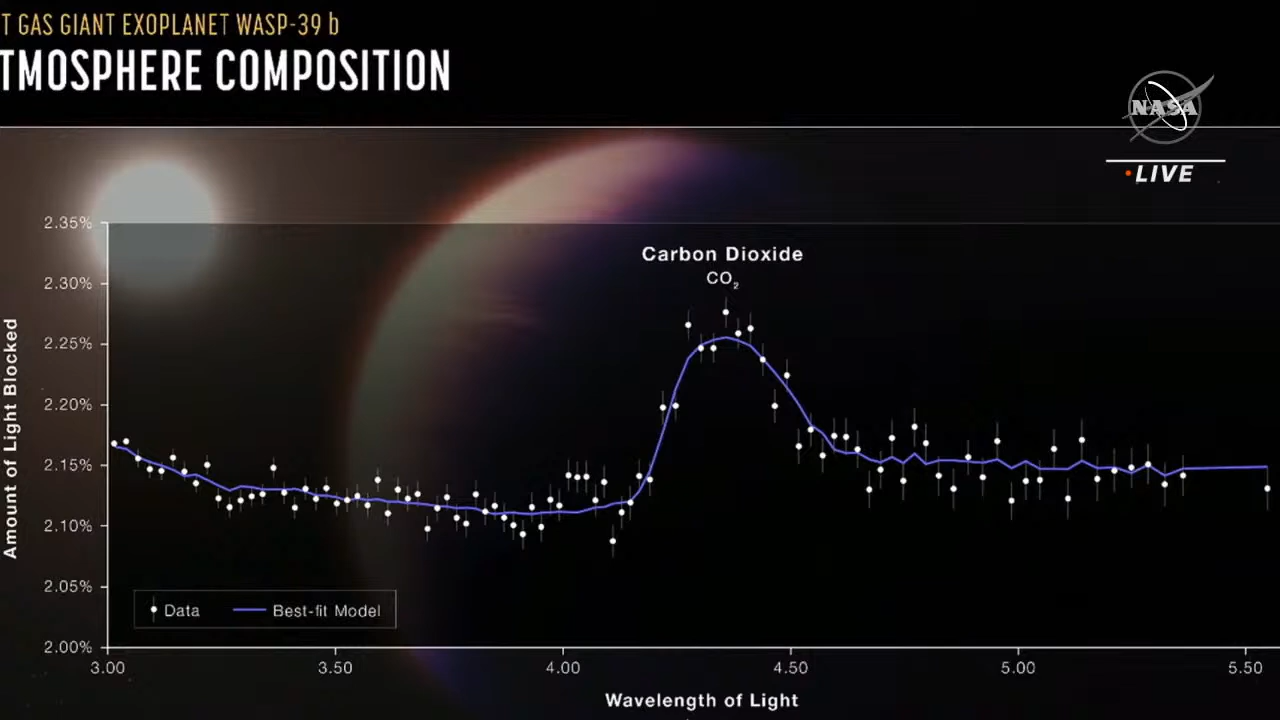 T GAS GIANT EXOPLANET WASP-39 b
TMOSPHERE COMPOSITION
NASA
LIVE
2.35%
Carbon Dioxide
CO₂
2.30%
2.25%
2.20%
2.15%
2.10%
2.05%
2.00%
Amount of Light Blocked
Data
Best-fit Model
3.00 3.50 4.00 4.50 5.00 5.50
Wavelength of Light